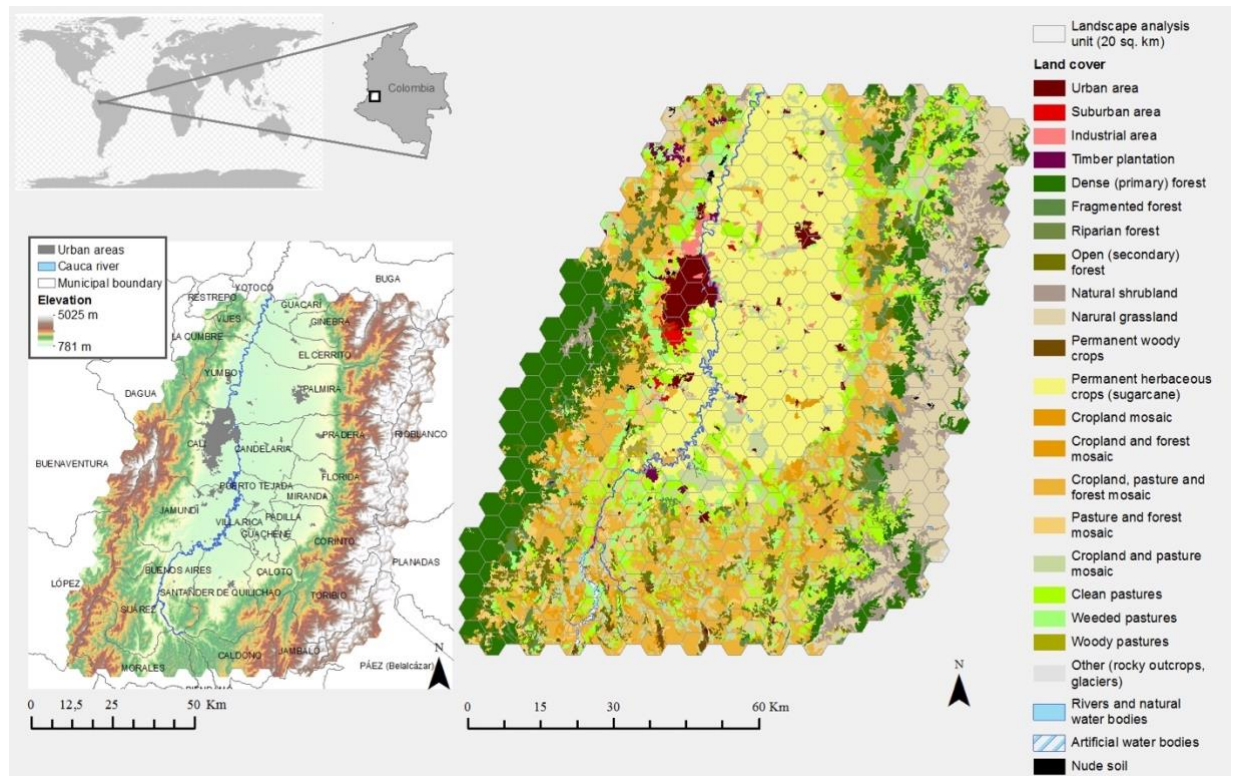 Colombia
Urban areas
Cauca river
Municipal boundary
Elevation
5025 m
781 m
BUGA
YOTOCO
RESTREPO
GUACARÍ
VIJES
GINEBRA
LA CUMBRE
EL CERRITO
YUMBO
DAGUA
PALMIRA
CALI
PRADERA
RIOBLANCO
CANDELARIA
BUENAVENTURA
FLORIDA
PUERTO TEJADA
MIRANDA
JAMUNDÍ
PADILLA
VILLA RICA
GUACHENÉ
CORINTO
PLANADAS
BUENOS AIRES
CALOTO
LÓPEZ
SANTANDER DE QUILICHAO
TORIBIO
SUÁREZ
JAMBALÓ
CALDONO
MORALES
PÁEZ (Belalcázar)
N
0 12,5 25 50 Km
N
0 30 60 Km
Landscape analysis
unit (20 sq. km)
Land cover
Urban area
Suburban area
Industrial area
Timber plantation
Dense (primary) forest
Fragmented forest
Riparian forest
Open (secondary)
forest
Natural shrubland
Narural grassland
Permanent woody
crops
Permanent herbaceous
crops (sugarcane)
Cropland mosaic
Cropland and forest
mosaic
Cropland, pasture and
forest mosaic
Pasture and forest
mosaic
Cropland and pasture
mosaic
Clean pastures
Weeded pastures
Woody pastures
Other (rocky outcrops,
glaciers)
Rivers and natural
water bodies
Artificial water bodies
Nude soil